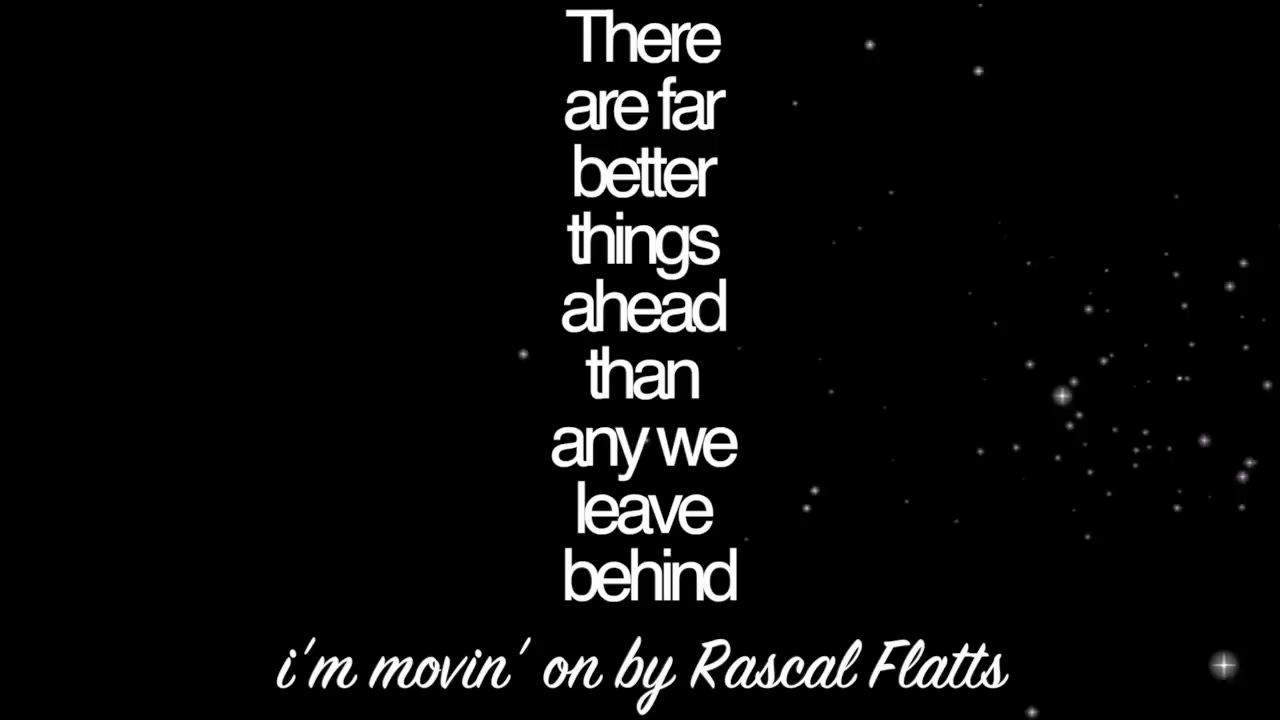 There
are far
better
things
ahead
than
any we
leave
behind
i'm movin' on by Rascal Flatts